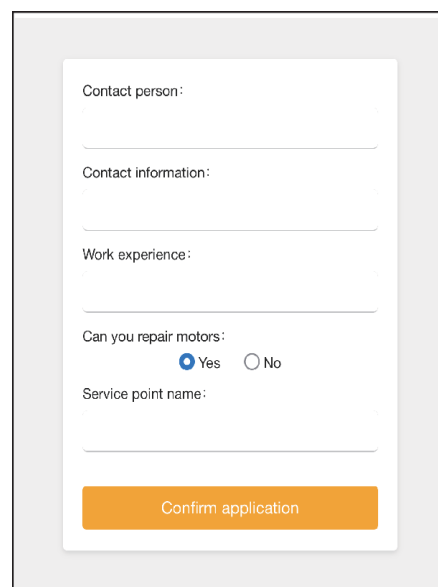 Contact person:
Contact information:
Work experience:
Can you repair motors:
Yes No
Service point name:
Confirm application